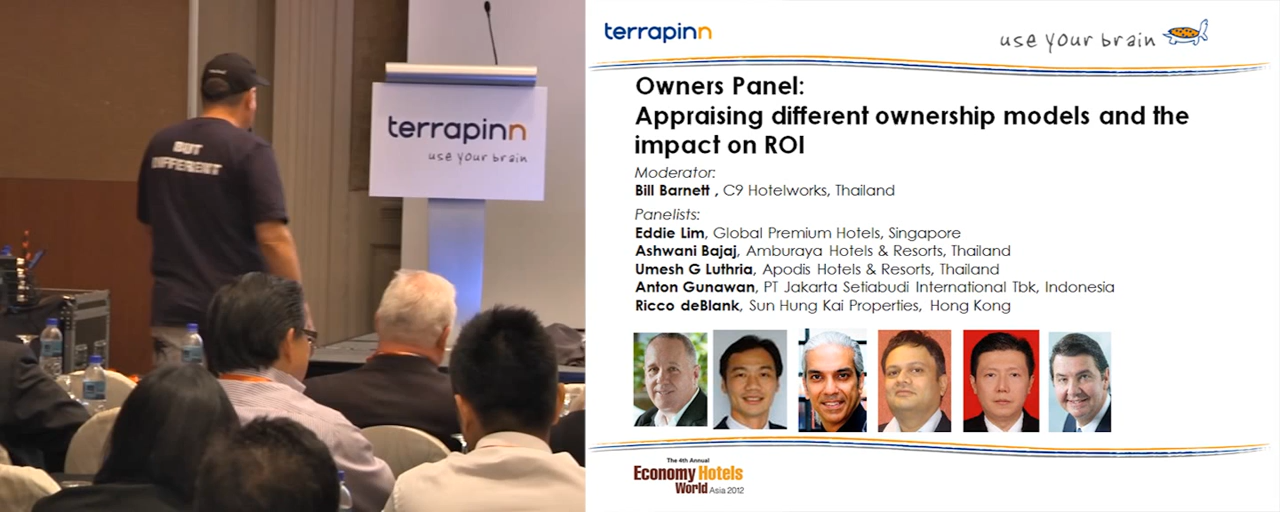 BUT
DIFFERENT
terrapinn
use your brain
terrapinn
use your brain
Owners Panel:
Appraising different ownership models and the
impact on ROI
Moderator:
Bill Barnett , C9 Hotelworks, Thailand
Panelists:
Eddie Lim, Global Premium Hotels, Singapore
Ashwani Bajaj, Amburaya Hotels & Resorts, Thailand
Umesh G Luthria, Apodis Hotels & Resorts, Thailand
Anton Gunawan, PT Jakarta Setiabudi International Tbk, Indonesia
Ricco deBlank, Sun Hung Kai Properties, Hong Kong
The 4th Annual
Economy Hotels
World Asia 2012